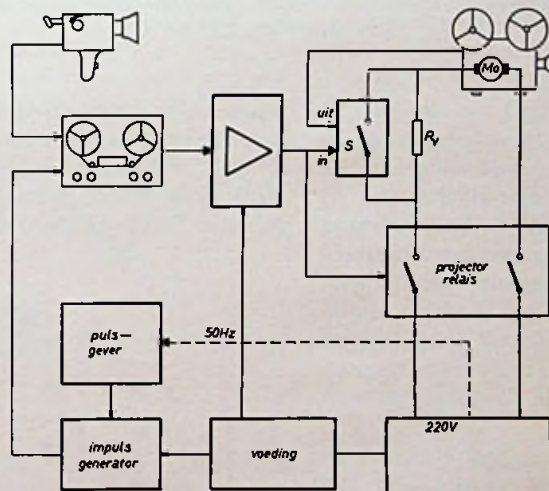 Mo
uit
S
in
Rv
projector
relais
puls-
gever
50Hz
220V
impuls
generator
voeding